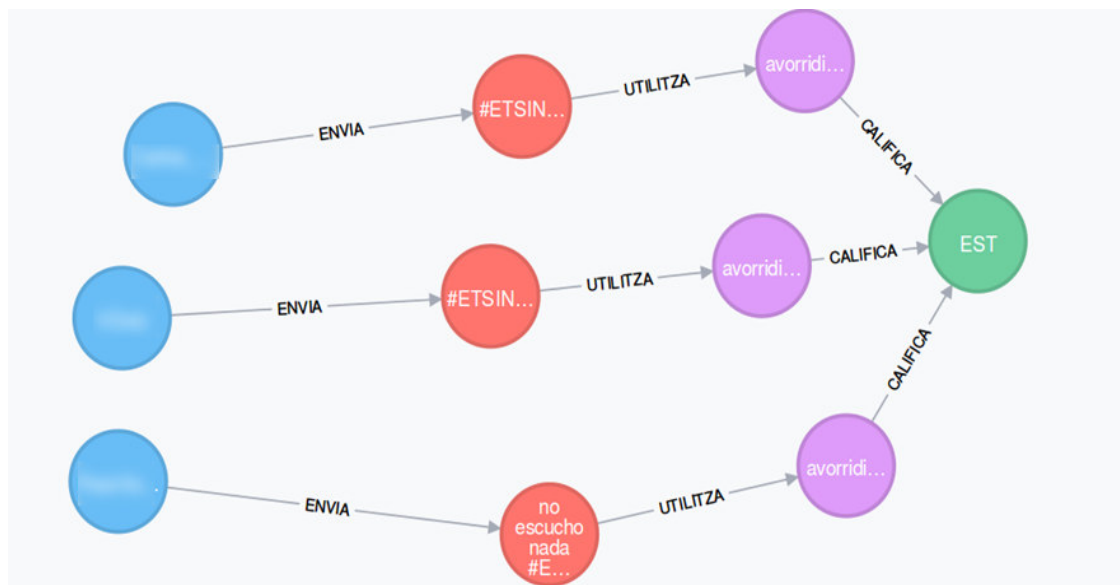 ENVIA
#ETSIN...
UTILITZA
avorridi...
CALIFICA
EST
ENVIA
#ETSIN...
UTILITZA
avorridi...
CALIFICA
ENVIA
no
escucho
nada
#E...
UTILITZA
avorridi...
CALIFICA